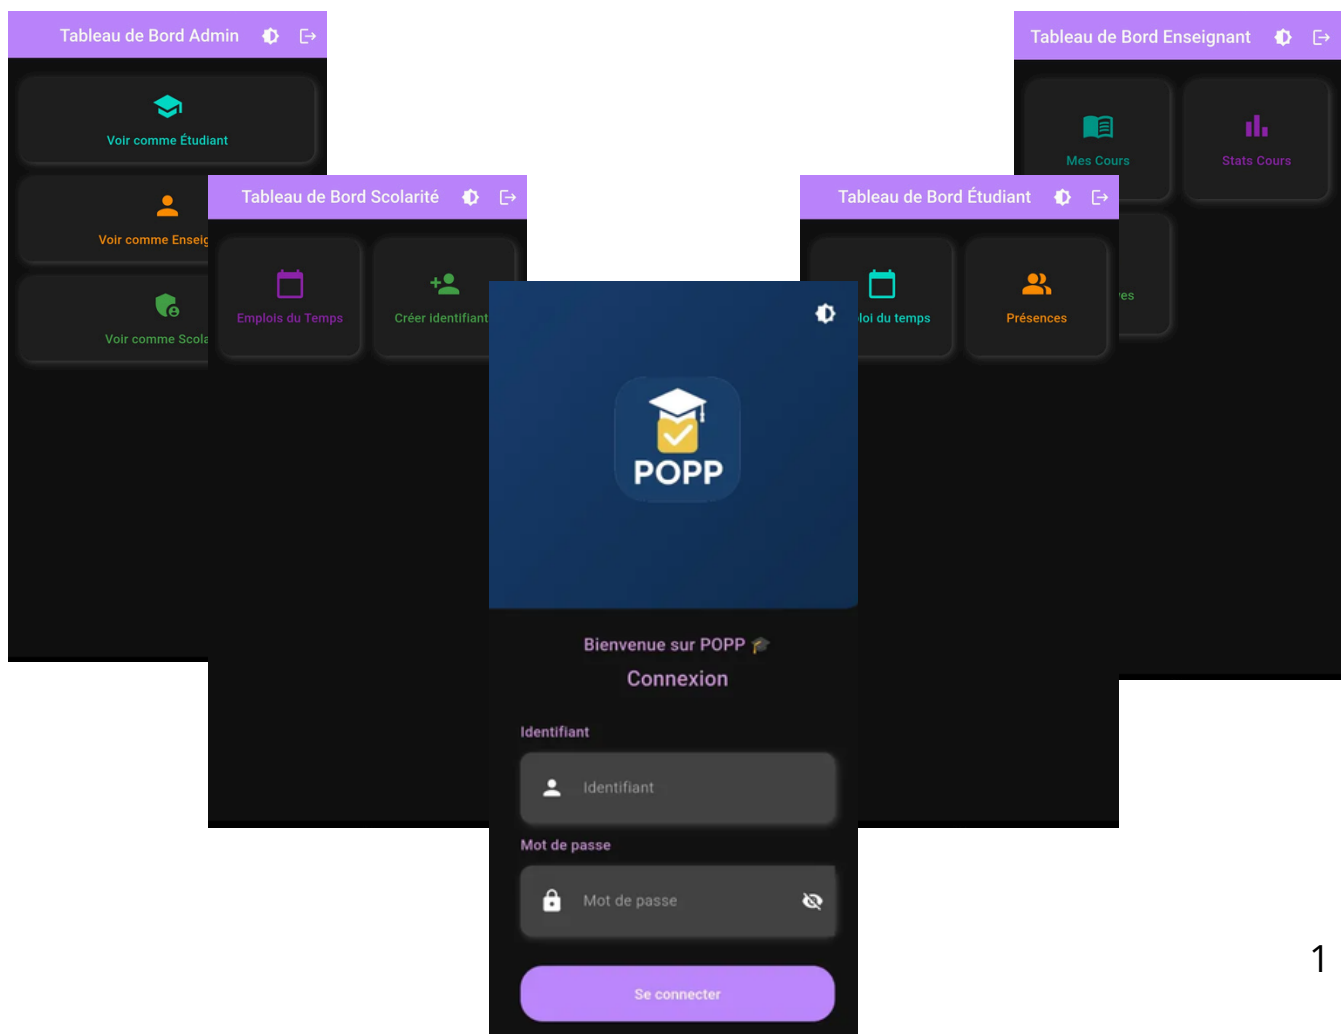 Tableau de Bord Admin
Voir comme Étudiant
Voir comme Enseig
Voir comme Scola
Tableau de Bord Scolarité
Emplois du Temps
Créer identifiant
POPP
Bienvenue sur POPP 🎓
Connexion
Identifiant
Identifiant
Mot de passe
Mot de passe
Se connecter
Tableau de Bord Étudiant
loi du temps
Présences
Tableau de Bord Enseignant
Mes Cours
Stats Cours
es
1